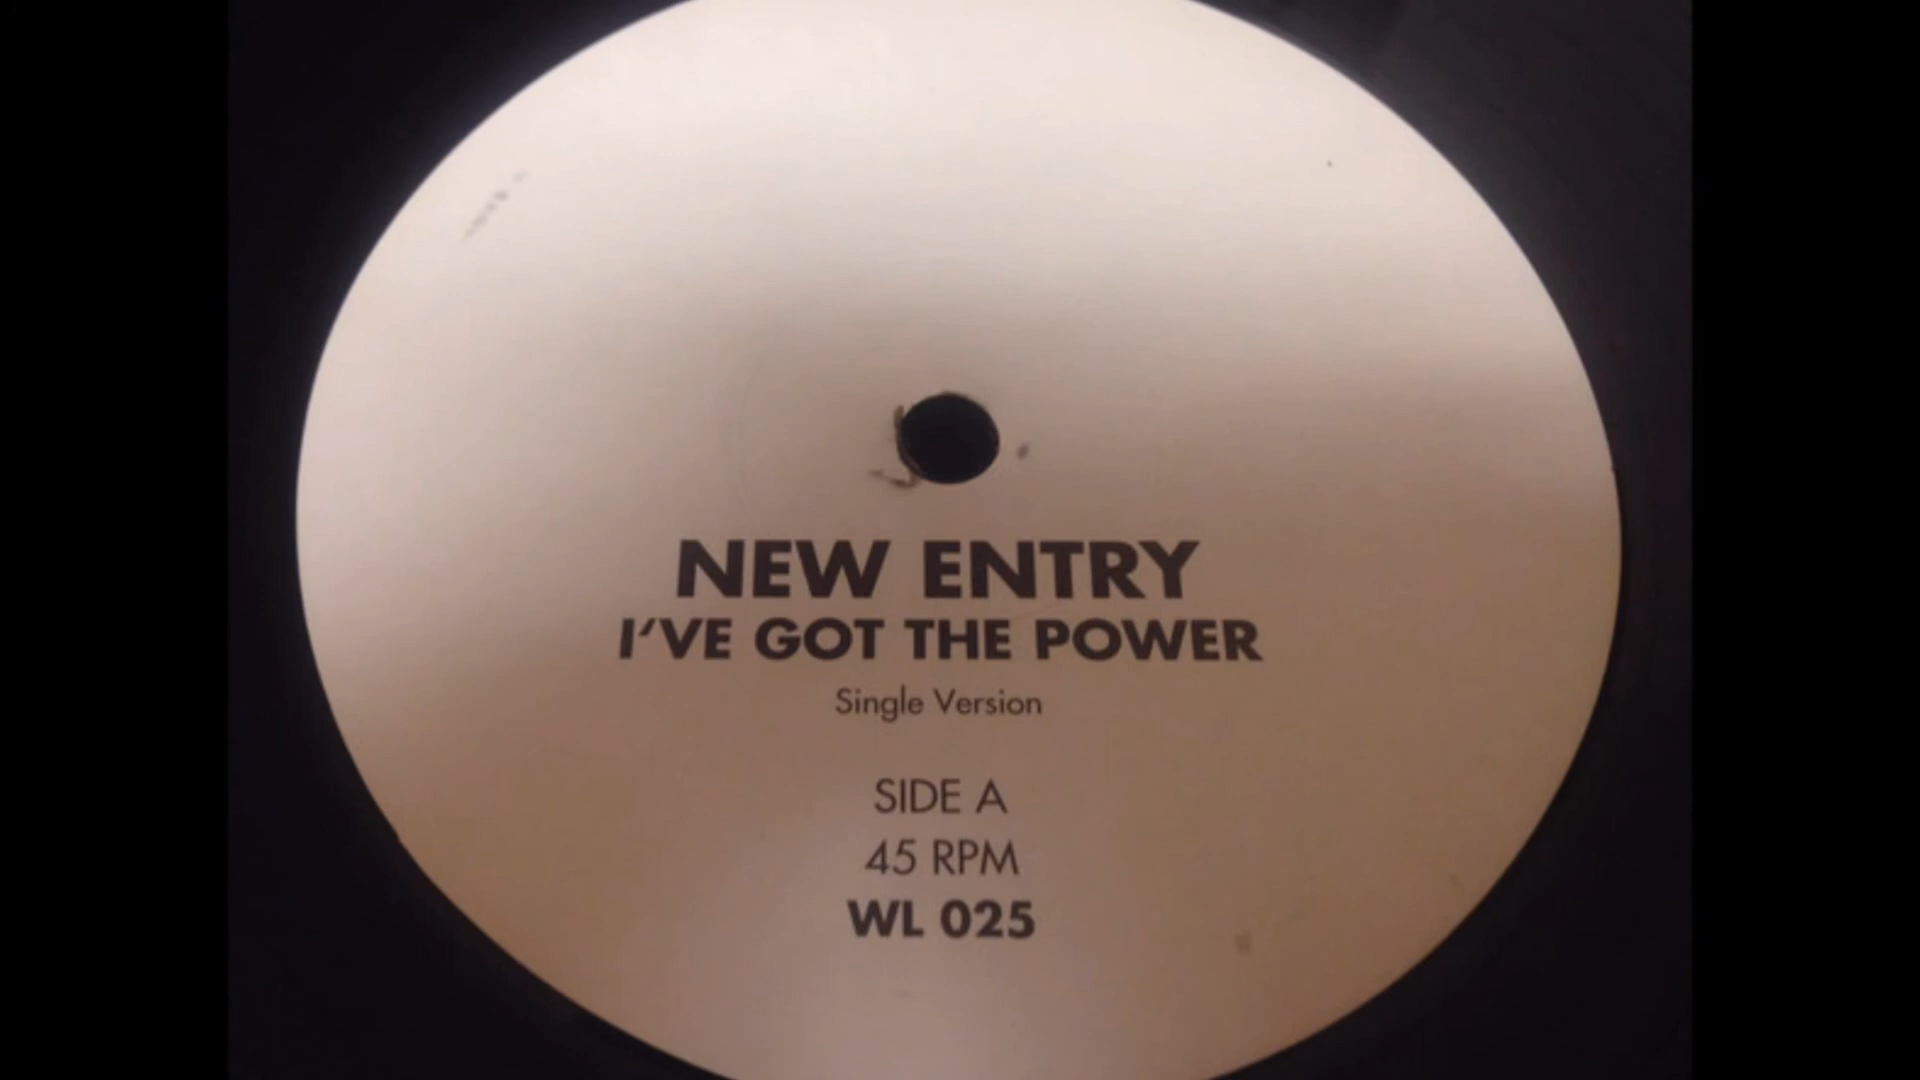 NEW ENTRY
I'VE GOT THE POWER
Single Version
SIDE A
45 RPM
WL 025